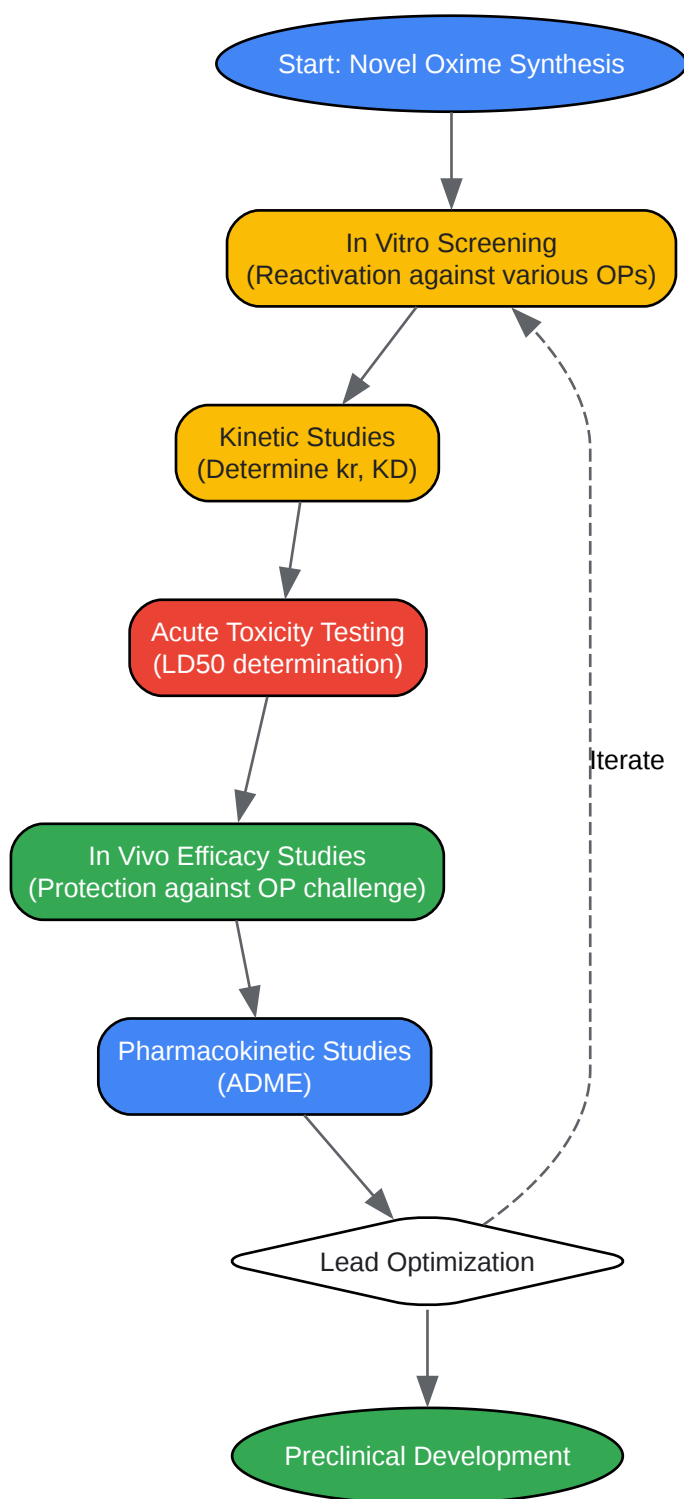 Start: Novel Oxime Synthesis
In Vitro Screening
(Reactivation against various OPs)
Kinetic Studies
(Determine kr, KD)
Acute Toxicity Testing
(LD50 determination)
Iterate
In Vivo Efficacy Studies
(Protection against OP challenge)
Pharmacokinetic Studies
(ADME)
Lead Optimization
Preclinical Development